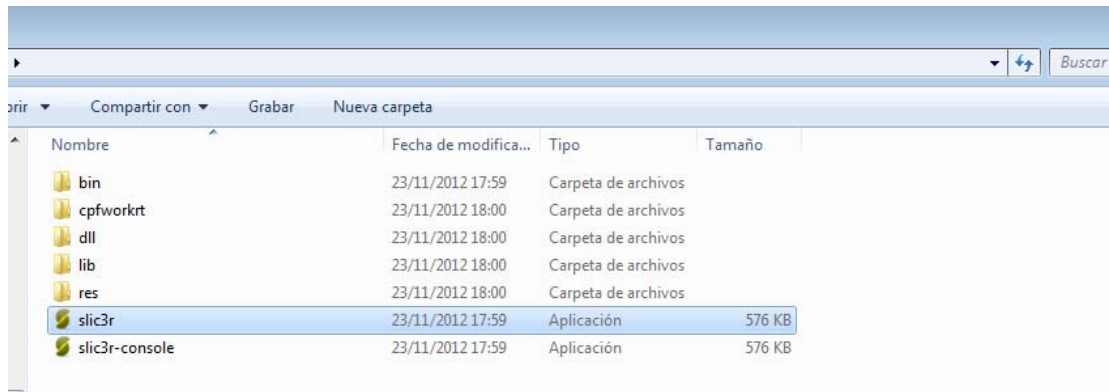 Buscar
Compartir con Grabar Nueva carpeta
Nombre Fecha de modifica... Tipo Tamaño
bin 23/11/2012 17:59 Carpeta de archivos
cpfworkrt 23/11/2012 18:00 Carpeta de archivos
dll 23/11/2012 18:00 Carpeta de archivos
lib 23/11/2012 18:00 Carpeta de archivos
res 23/11/2012 18:00 Carpeta de archivos
slic3r 23/11/2012 17:59 Aplicación 576 KB
slic3r-console 23/11/2012 17:59 Aplicación 576 KB